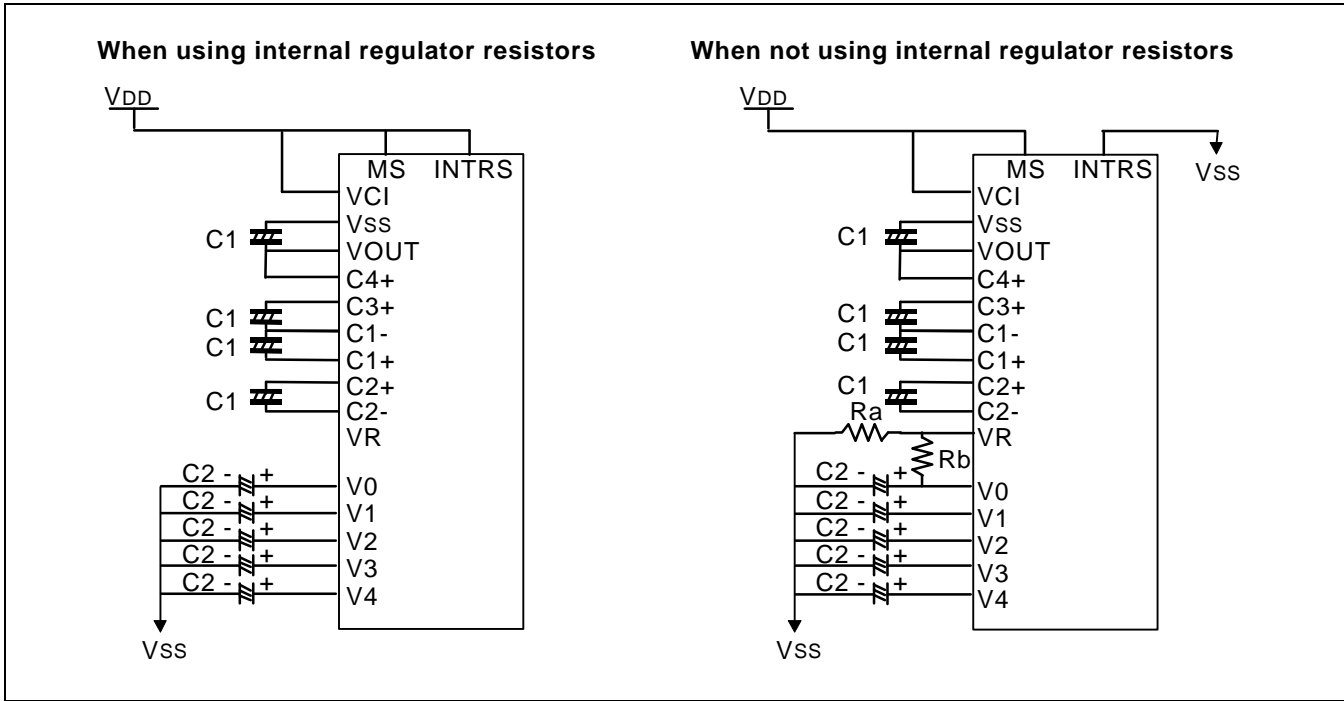 When using internal regulator resistors
VDD
MS INTRS
VCI
VSS
C1
VOUT
C4+
C3+
C1
C1-
C1
C1+
C2+
C1
C2-
VR
C2 - + V0
C2 - + V1
C2 - + V2
C2 - + V3
C2 - + V4
VSS
When not using internal regulator resistors
VDD
MS INTRS
VSS
VCI
VSS
C1
VOUT
C4+
C3+
C1
C1-
C1
C1+
C1
C2+
C2-
Ra
VR
Rb
C2 - + V0
C2 - + V1
C2 - + V2
C2 - + V3
C2 - + V4
VSS